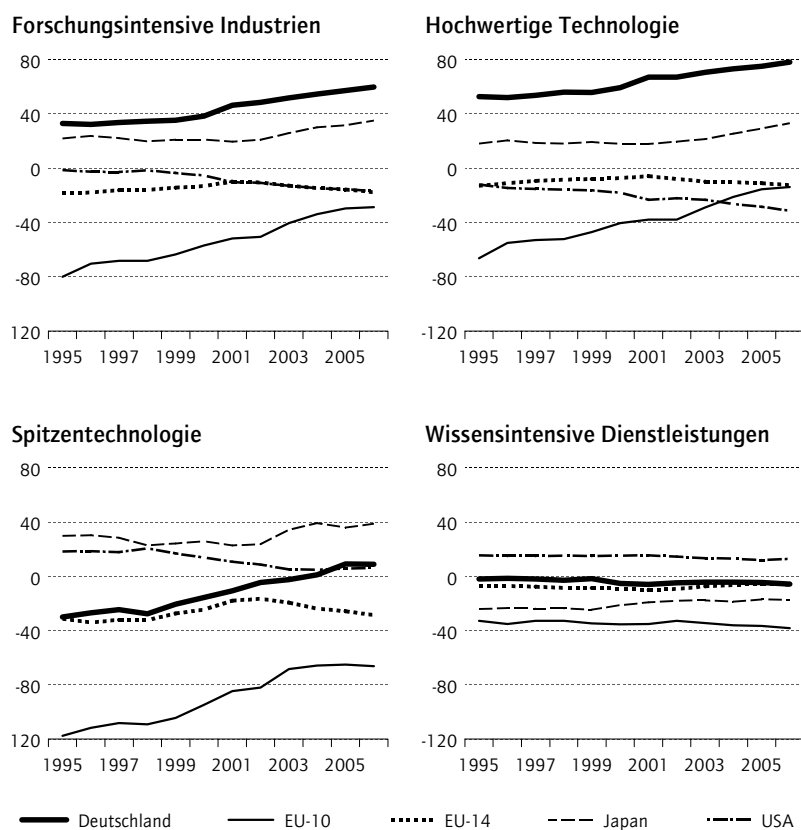 Forschungsintensive Industrien
80
40
0
-40
-80
120
1995 1997 1999 2001 2003 2005
Hochwertige Technologie
80
40
0
-40
-80
-120
1995 1997 1999 2001 2003 2005
Spitzentechnologie
80
40
0
-40
-80
120
1995 1997 1999 2001 2003 2005
Wissensintensive Dienstleistungen
80
40
0
-40
-80
-120
1995 1997 1999 2001 2003 2005
Deutschland EU-10 EU-14 Japan USA